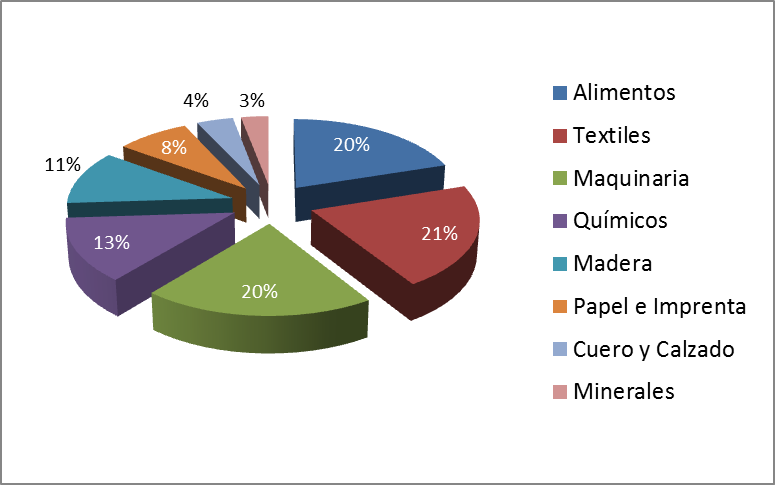 4%
3%
20%
8%
11%
21%
13%
20%
Alimentos
Textiles
Maquinaria
Químicos
Madera
Papel e Imprenta
Cuero y Calzado
Minerales